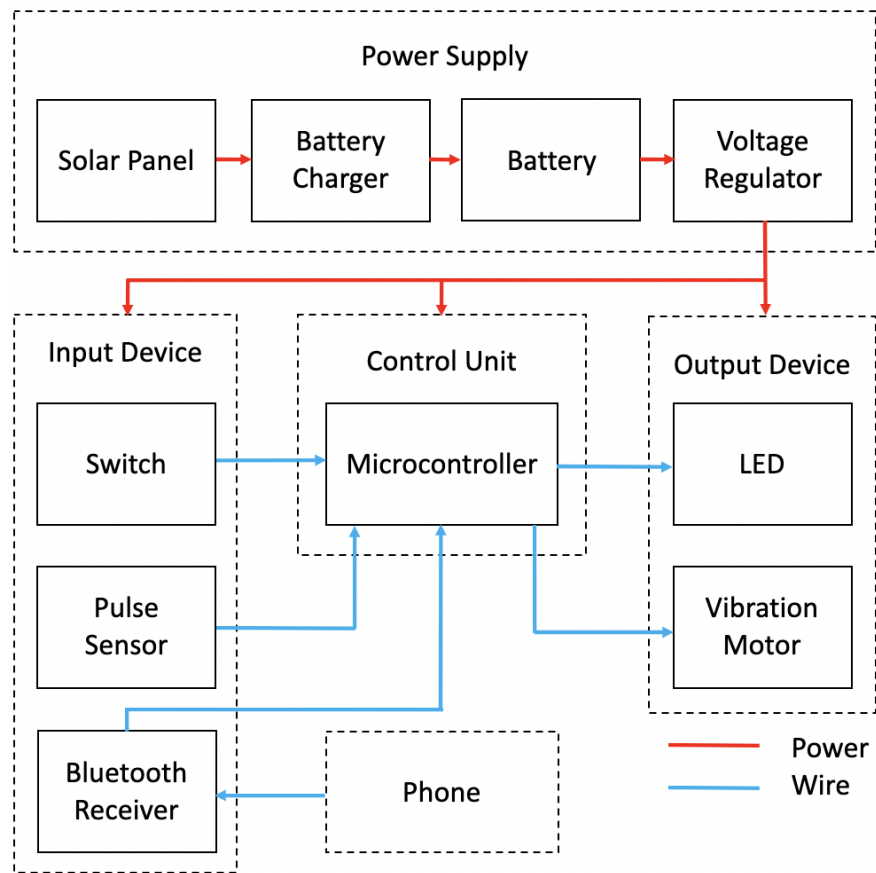 Power Supply
Solar Panel
Battery
Charger
Battery
Voltage
Regulator
Input Device
Control Unit
Output Device
Switch
Microcontroller
LED
Pulse
Sensor
Vibration
Motor
Bluetooth
Receiver
Phone
Power
Wire